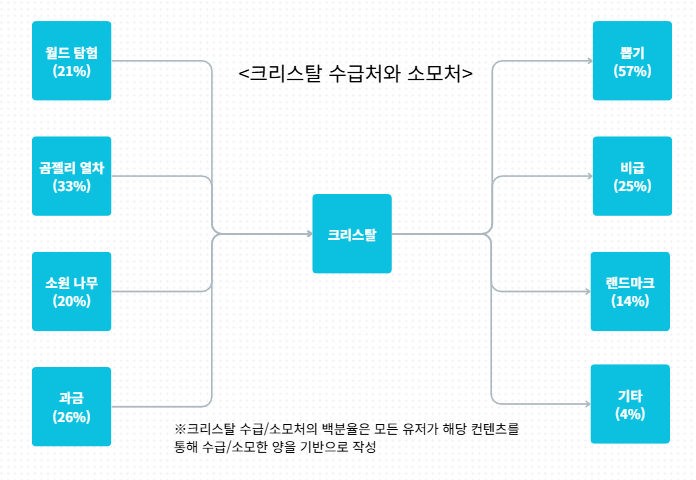 <크리스탈 수급처와 소모처>
월드 탐험
(21%)
곰젤리 열차
(33%)
소원 나무
(20%)
과금
(26%)
크리스탈
뽑기
(57%)
비급
(25%)
랜드마크
(14%)
기타
(4%)
※크리스탈 수급/소모처의 백분율은 모든 유저가 해당 컨텐츠를
통해 수급/소모한 양을 기반으로 작성